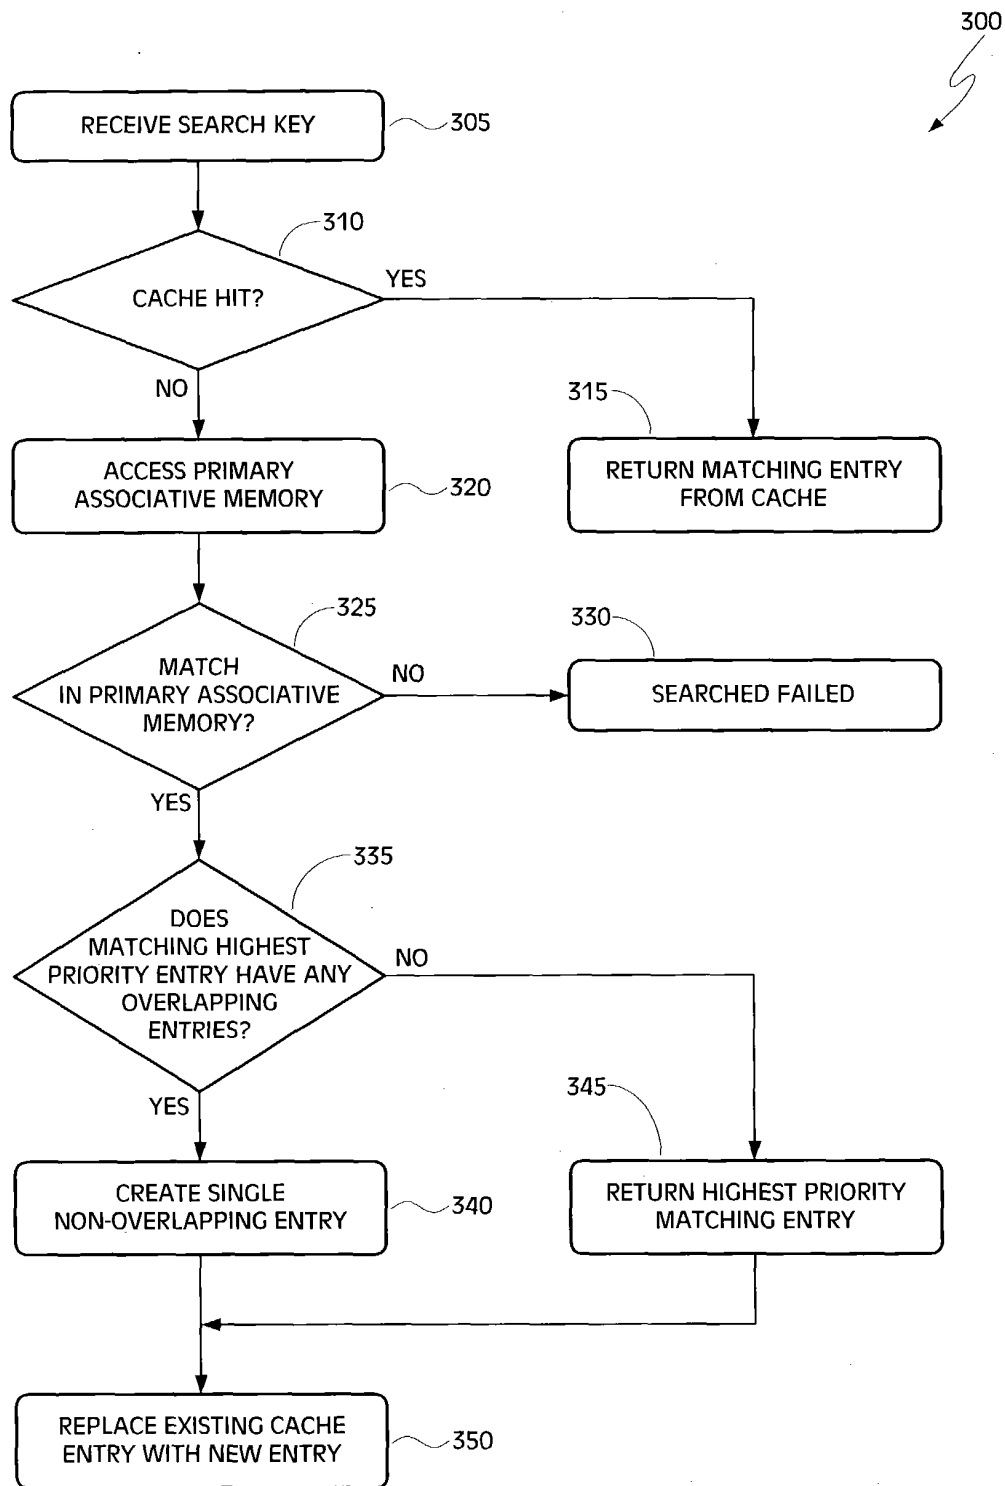 300
RECEIVE SEARCH KEY
305
310
CACHE HIT?
YES
NO
315
ACCESS PRIMARY
ASSOCIATIVE MEMORY
320
RETURN MATCHING ENTRY
FROM CACHE
325
MATCH
IN PRIMARY ASSOCIATIVE
MEMORY?
NO
330
SEARCHED FAILED
YES
335
DOES
MATCHING HIGHEST
PRIORITY ENTRY HAVE ANY
OVERLAPPING
ENTRIES?
NO
YES
345
CREATE SINGLE
NON-OVERLAPPING ENTRY
340
RETURN HIGHEST PRIORITY
MATCHING ENTRY
REPLACE EXISTING CACHE
ENTRY WITH NEW ENTRY
350